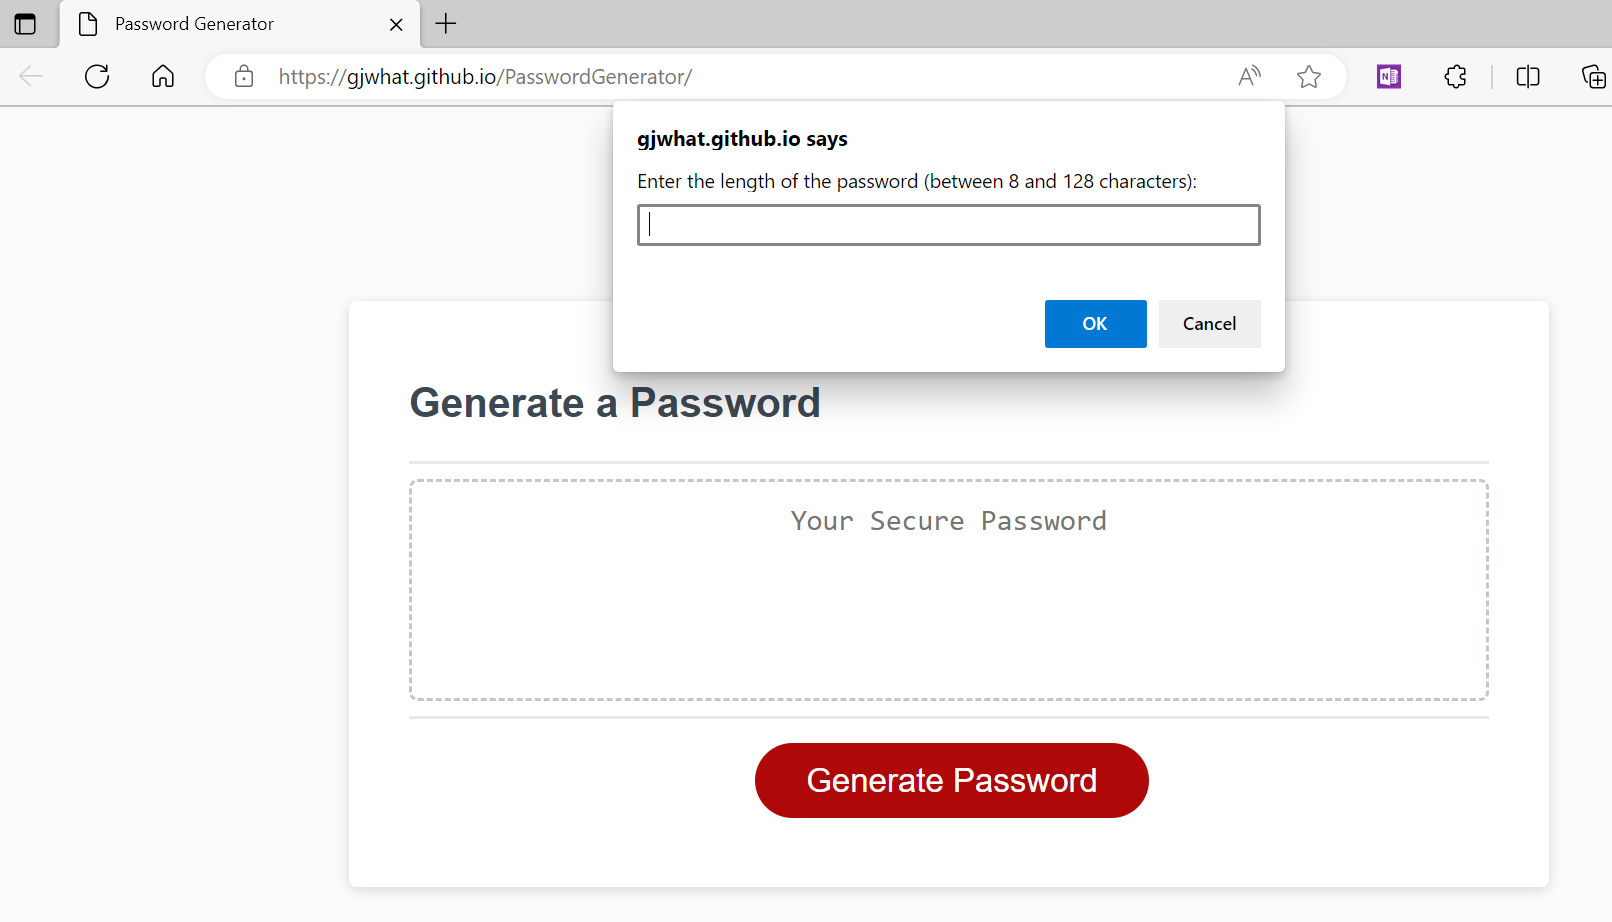 Password Generator
https://gjwhat.github.io/PasswordGenerator/
gjwhat.github.io says
Enter the length of the password (between 8 and 128 characters):
OK
Cancel
Generate a Password
Your Secure Password
Generate Password